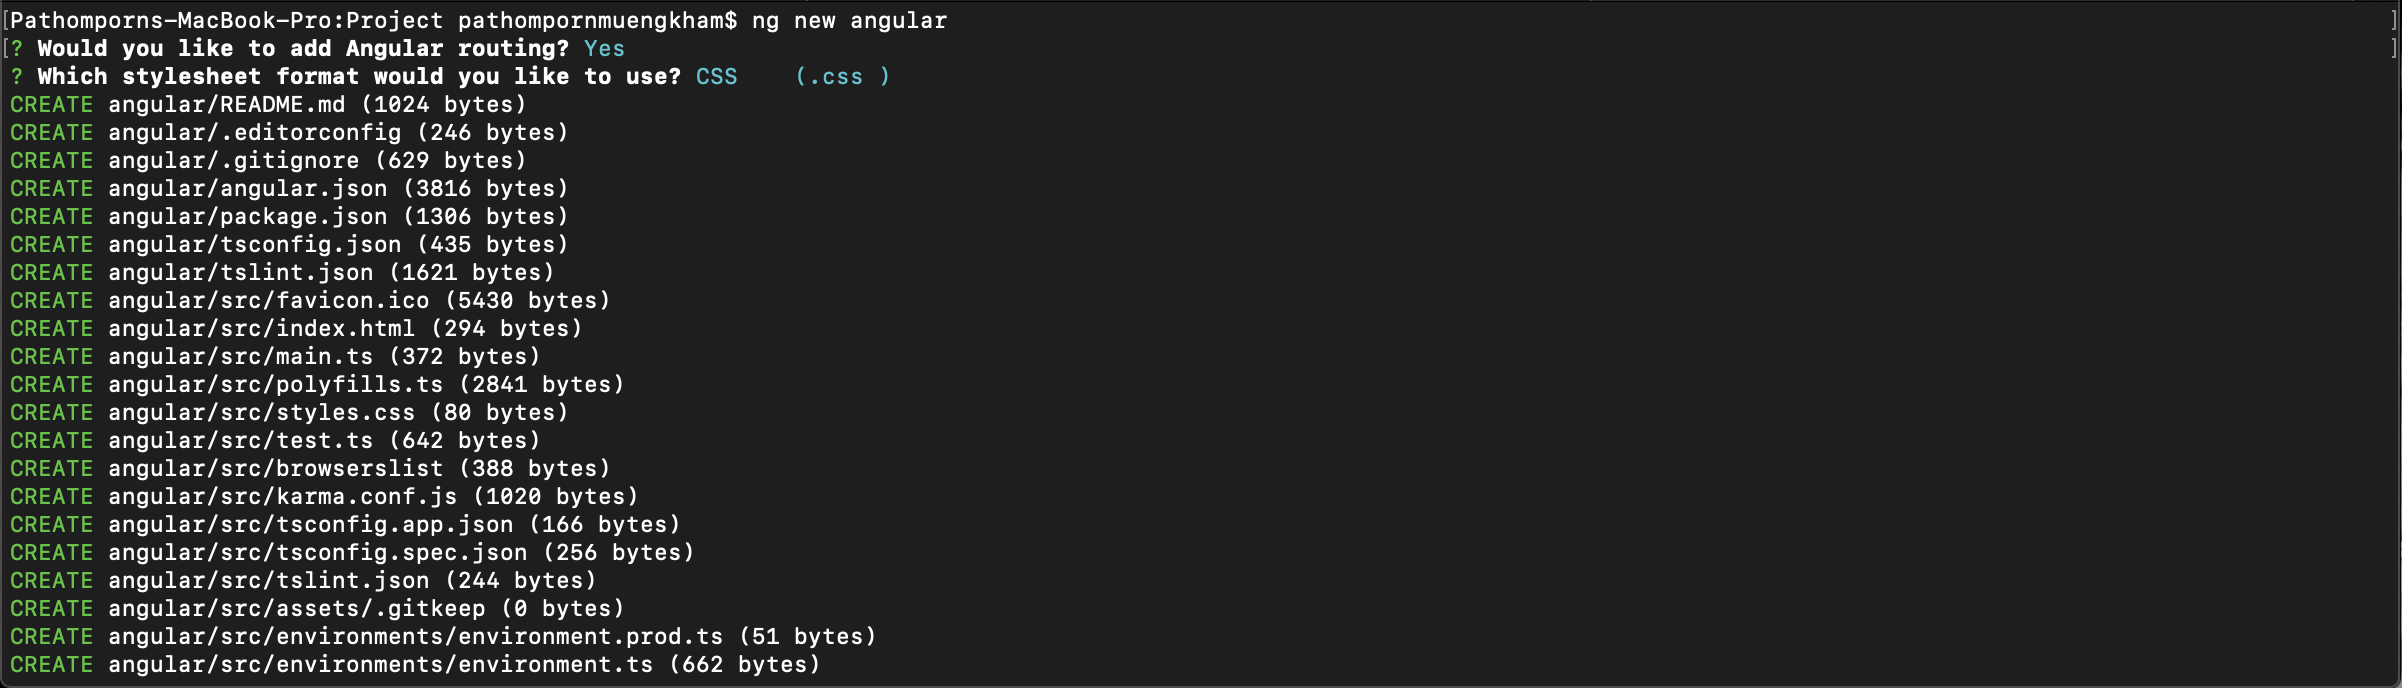 [Pathomporns-MacBook-Pro:Project pathompornmuengkham$ ng new angular ]
[? Would you like to add Angular routing? Yes ]
? Which stylesheet format would you like to use? CSS    (.css )
CREATE angular/README.md (1024 bytes)
CREATE angular/.editorconfig (246 bytes)
CREATE angular/.gitignore (629 bytes)
CREATE angular/angular.json (3816 bytes)
CREATE angular/package.json (1306 bytes)
CREATE angular/tsconfig.json (435 bytes)
CREATE angular/tslint.json (1621 bytes)
CREATE angular/src/favicon.ico (5430 bytes)
CREATE angular/src/index.html (294 bytes)
CREATE angular/src/main.ts (372 bytes)
CREATE angular/src/polyfills.ts (2841 bytes)
CREATE angular/src/styles.css (80 bytes)
CREATE angular/src/test.ts (642 bytes)
CREATE angular/src/browserslist (388 bytes)
CREATE angular/src/karma.conf.js (1020 bytes)
CREATE angular/src/tsconfig.app.json (166 bytes)
CREATE angular/src/tsconfig.spec.json (256 bytes)
CREATE angular/src/tslint.json (244 bytes)
CREATE angular/src/assets/.gitkeep (0 bytes)
CREATE angular/src/environments/environment.prod.ts (51 bytes)
CREATE angular/src/environments/environment.ts (662 bytes)